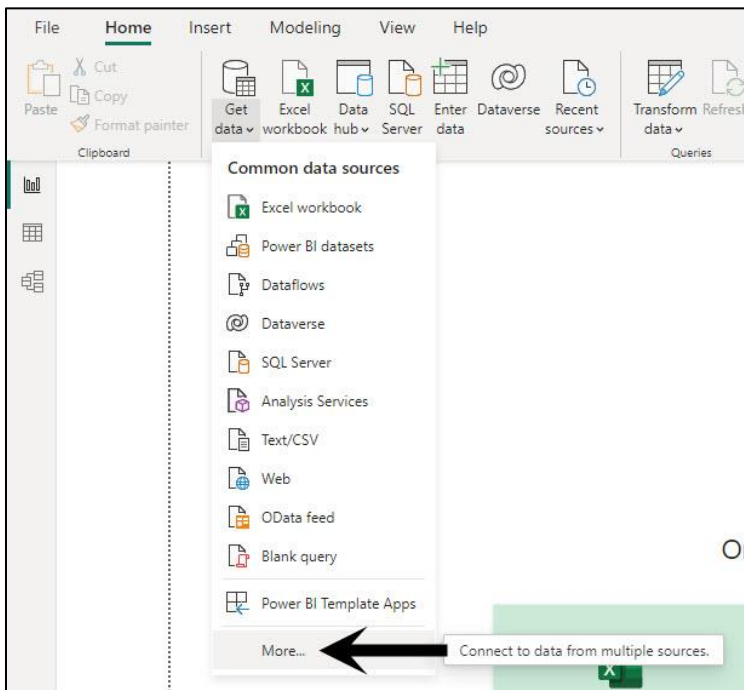 File Home Insert Modeling View Help
Cut
Copy
Format painter
Paste
Clipboard
Get data
Excel workbook
Data hub
SQL Server
Enter data
Dataverse
Recent sources
Transform data
Refresh
Queries
Common data sources
Excel workbook
Power BI datasets
Dataflows
Dataverse
SQL Server
Analysis Services
Text/CSV
Web
OData feed
Blank query
Power BI Template Apps
More...
Connect to data from multiple sources.